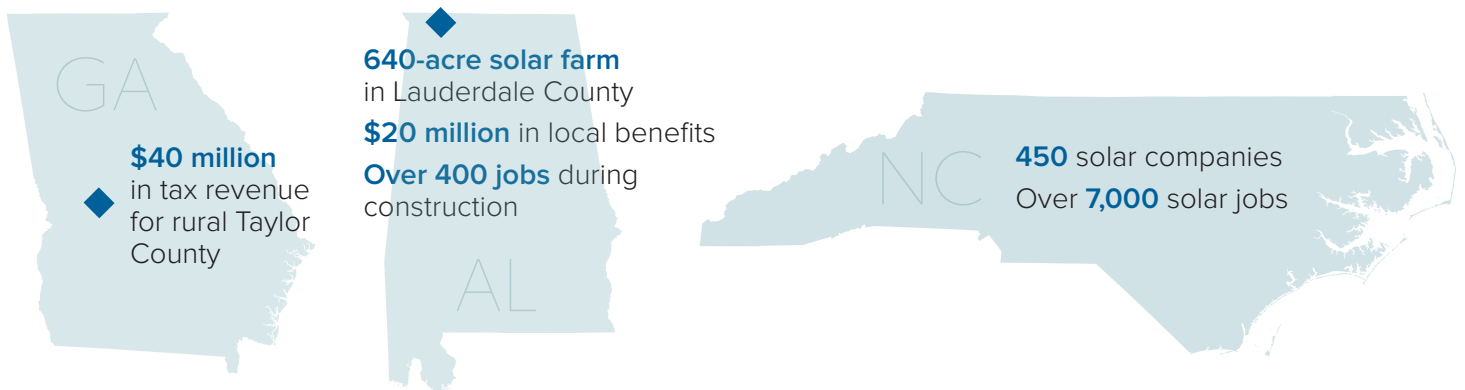 GA
$40 million
in tax revenue
for rural Taylor
County
640-acre solar farm
in Lauderdale County
$20 million in local benefits
Over 400 jobs during
construction
AL
NC
450 solar companies
Over 7,000 solar jobs